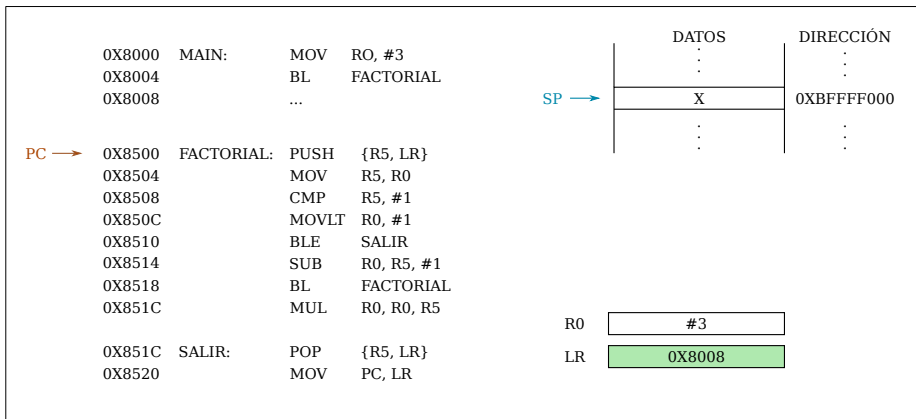 DATOS DIRECCIÓN
0X8000 MAIN: MOV RO, #3
0X8004 BL FACTORIAL
0X8008 ...
SP X 0XBFFFF000
PC 0X8500 FACTORIAL: PUSH {R5, LR}
0X8504 MOV R5, R0
0X8508 CMP R5, #1
0X850C MOVLT R0, #1
0X8510 BLE SALIR
0X8514 SUB R0, R5, #1
0X8518 BL FACTORIAL
0X851C MUL R0, R0, R5
R0 #3
0X851C SALIR: POP {R5, LR}
LR 0X8008
0X8520 MOV PC, LR